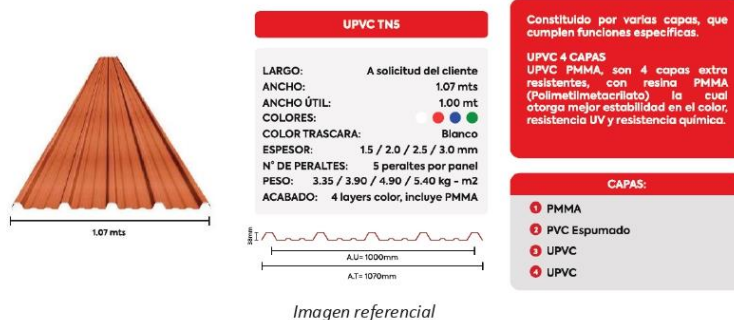 1.07 mts
UPVC TN5
LARGO: A solicitud del cliente
ANCHO: 1.07 mts
ANCHO ÚTIL: 1.00 mt
COLORES:
COLOR TRASCARA: Blanco
ESPESOR: 1.5 / 2.0 / 2.5 / 3.0 mm
N° DE PERALTES: 5 peraltes por panel
PESO: 3.35 / 3.90 / 4.90 / 5.40 kg - m2
ACABADO: 4 layers color, incluye PMMA
A.U= 1000mm
A.T= 1070mm
Constituido por varias capas, que
cumplen funciones específicas.
UPVC 4 CAPAS
UPVC PMMA, son 4 capas extra
resistentes, con resina PMMA
(Polimetilmetacrilato) la cual
otorga mejor estabilidad en el color,
resistencia UV y resistencia química.
CAPAS:
1 PMMA
2 PVC Espumado
3 UPVC
4 UPVC
Imagen referencial